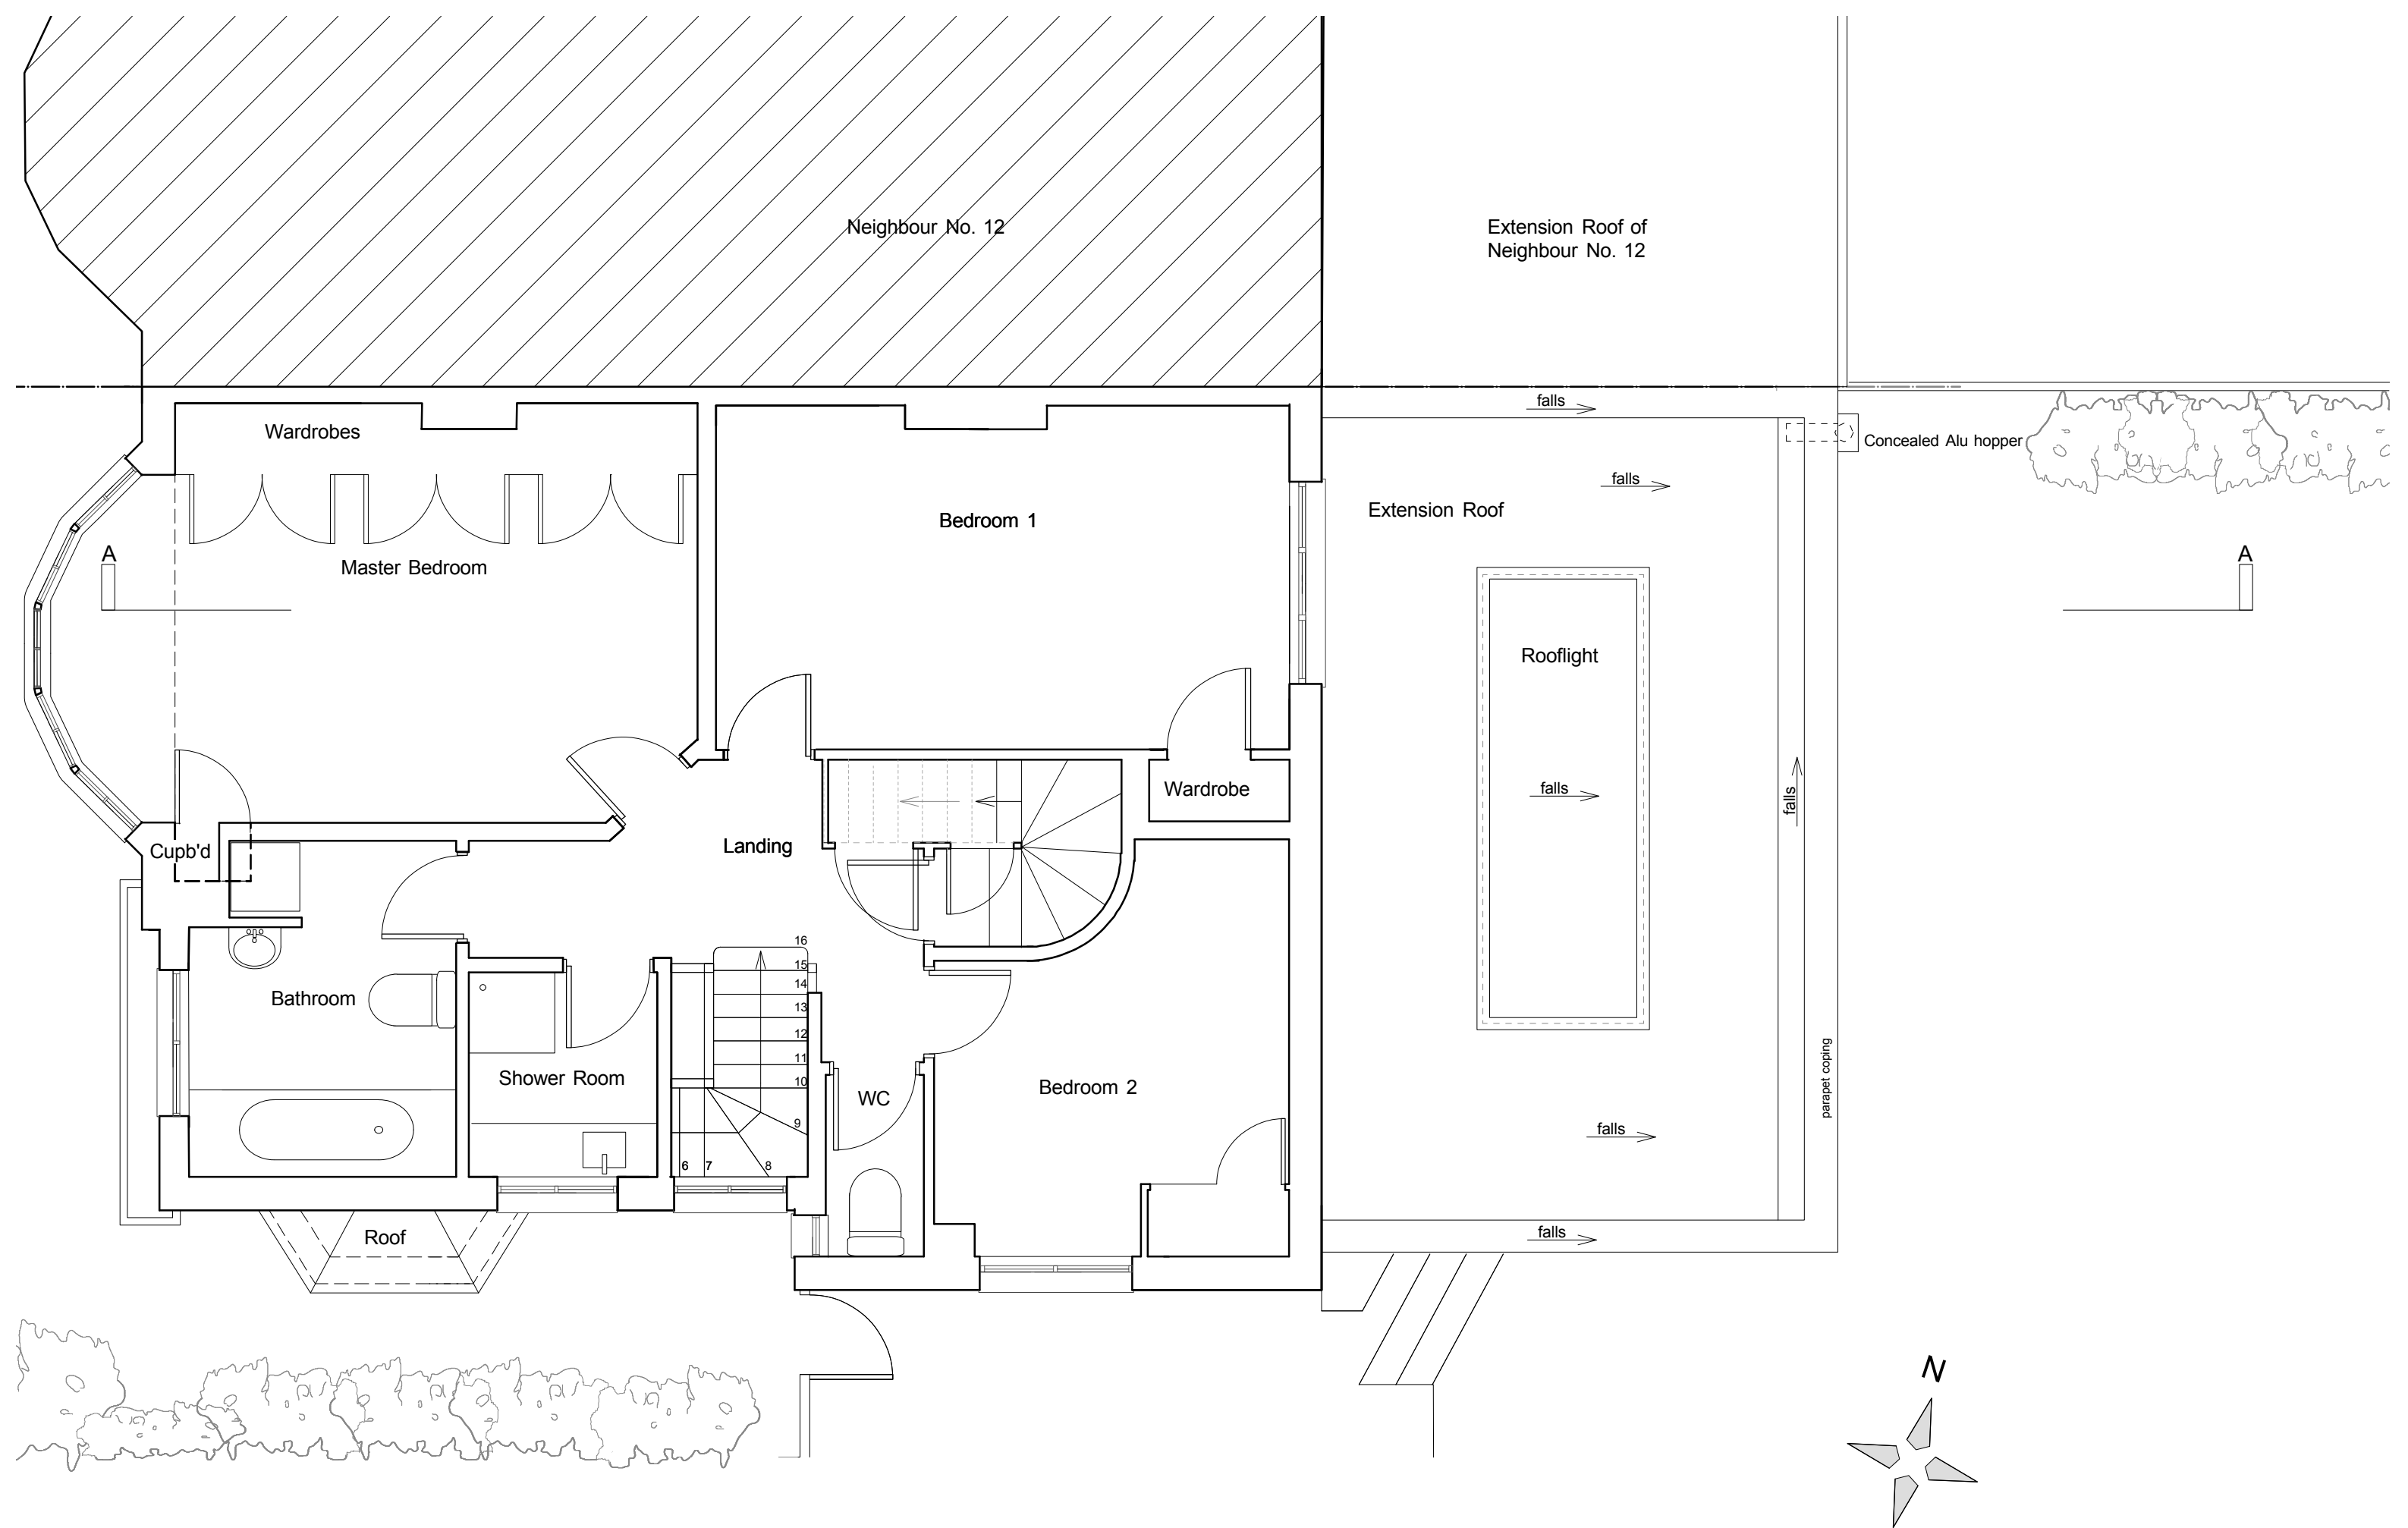 Neighbour No. 12
Extension Roof of
Neighbour No. 12
falls
Wardrobes
Concealed Alu hopper
falls
Extension Roof
Bedroom 1
A
A
Master Bedroom
Rooflight
Wardrobe
falls
falls
Landing
Cupb'd
16
15
14
13
12
11
10
9
8
7
6
Bathroom
Shower Room
WC
Bedroom 2
parapet coping
falls
falls
Roof
N